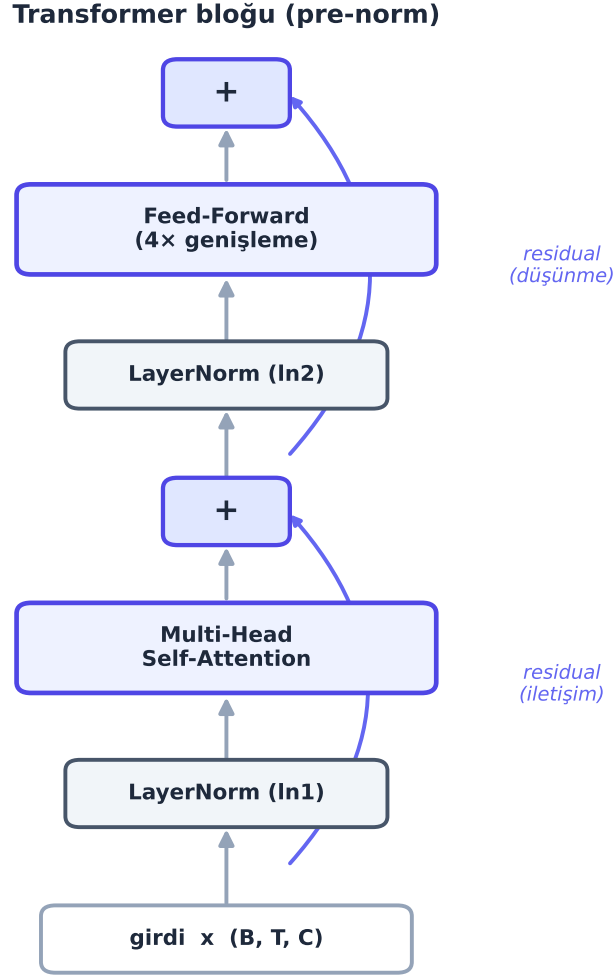 Transformer bloğu (pre-norm)
+
Feed-Forward
(4× genişleme)
residual
(düşünme)
LayerNorm (ln2)
+
Multi-Head
Self-Attention
residual
(iletişim)
LayerNorm (ln1)
girdi x (B, T, C)